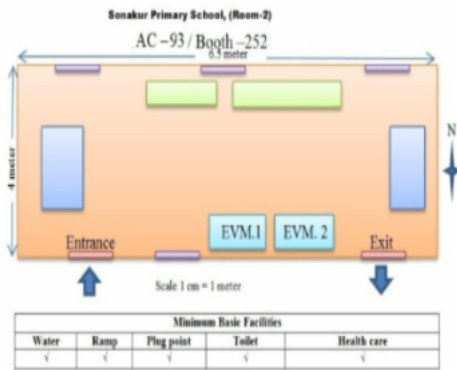 Sonakur Primary School, (Room-2)
AC -93 / Booth -252
6.5 meter
4 meter
N
EVM.1 EVM. 2
Entrance Exit
Scale 1 cm = 1 meter
Minimum Basic Facilities
Water Ramp Plug point Toilet Health care
√ √ √ √ √